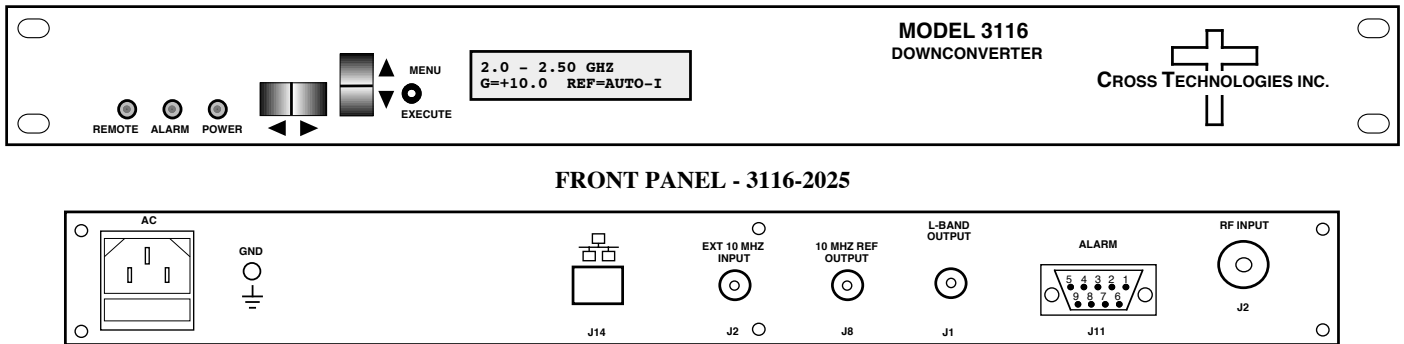 MODEL 3116
DOWNCONVERTER
CROSS TECHNOLOGIES INC.
2.0 - 2.50 GHZ
G=+10.0 REF=AUTO-I
MENU
EXECUTE
REMOTE ALARM POWER
FRONT PANEL - 3116-2025
AC
GND
J14
EXT 10 MHZ
INPUT
J2
10 MHZ REF
OUTPUT
J8
L-BAND
OUTPUT
J1
ALARM
5 4 3 2 1
9 8 7 6
J11
RF INPUT
J2